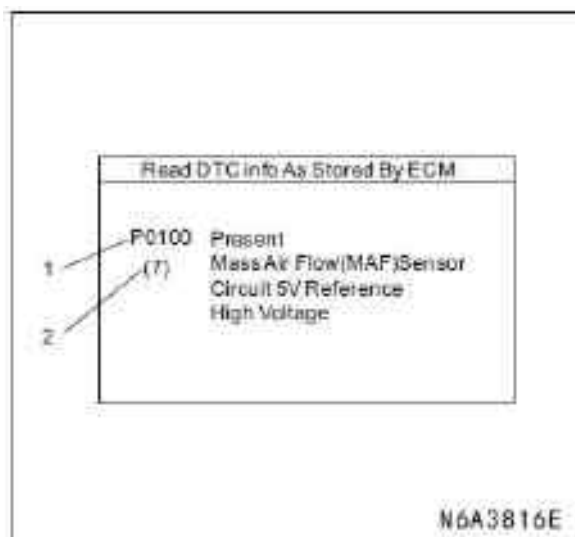 Read DTC Info As Stored By ECM
P0100 Present
1
(7) Mass Air Flow(MAF)Sensor
Circuit 5V Reference
High Voltage
2
N6A3816E